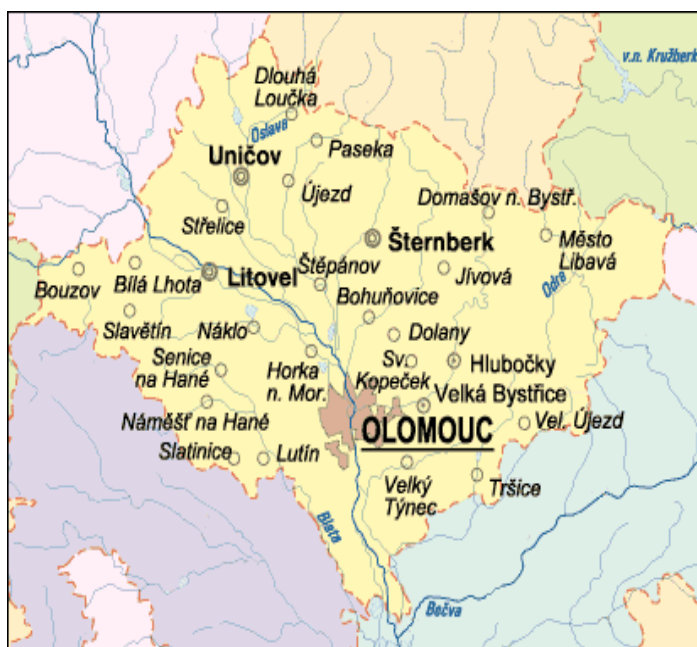 v.n. Kružberk
Dlouhá
Loučka
Oslava
Paseka
Uničov
Újezd
Střelice
Domašov n. Bystř.
Šternberk
Město
Libavá
Bouzov
Bílá Lhota
Litovel
Štěpánov
Jívová
Odra
Bohuňovice
Slavětín
Náklo
Dolany
Senice
na Hané
Horka
n. Mor.
Sv.
Kopeček
Hlubočky
Velká Bystřice
Náměšť na Hané
OLOMOUC
Vel. Újezd
Slatinice
Lutín
Velký
Týnec
Tršice
Blata
Bečva